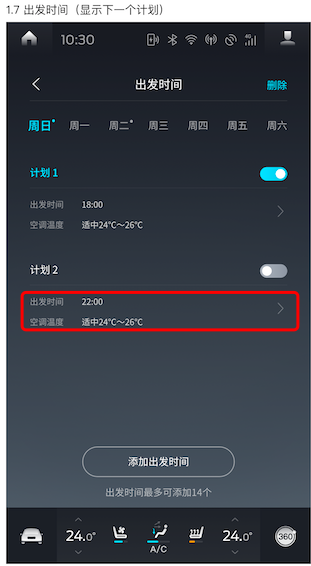 1.7 出发时间（显示下一个计划）
10:30 4G
出发时间 删除
周日 周一 周二 周三 周四 周五 周六
计划 1
出发时间 18:00
空调温度 适中24℃～26℃
计划 2
出发时间 22:00
空调温度 适中24℃～26℃
添加出发时间
出发时间最多可添加14个
24.0° 24.0° 360°
A/C